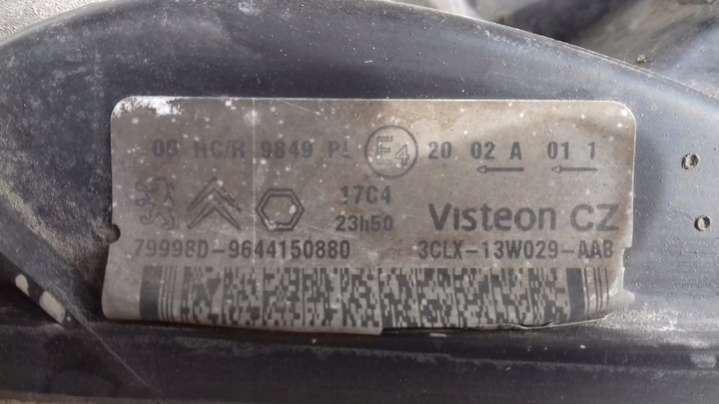 00 HC/R 9849 PL E4 20 02 A 01 1
17C4
23h50 Visteon CZ
79998D-9644150880 3CLX-13W029-AAB